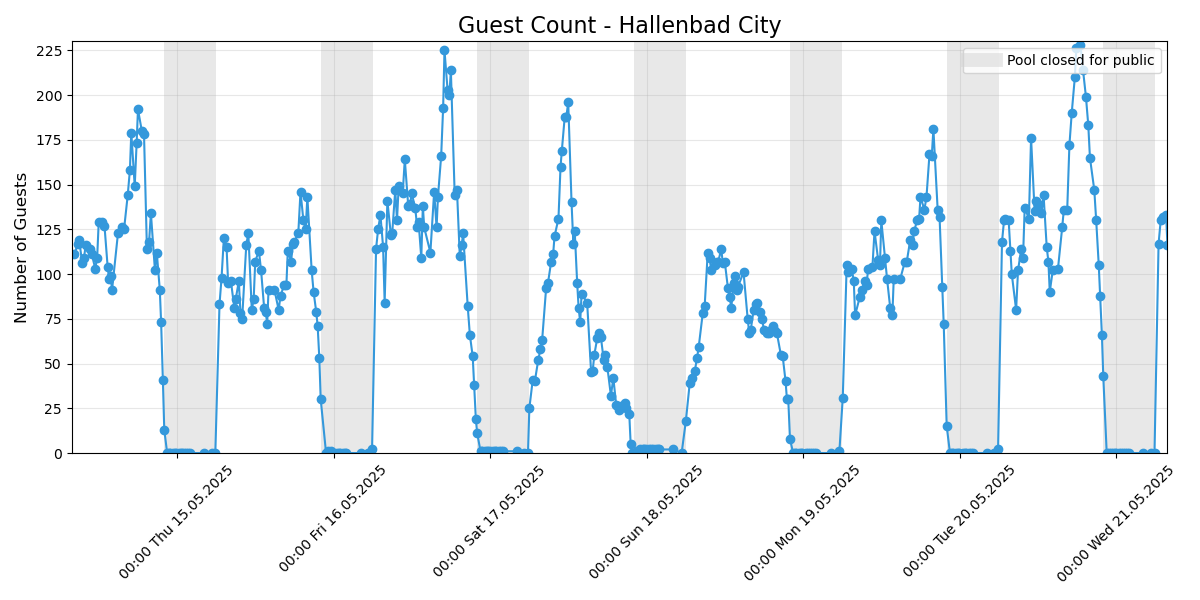 Guest Count - Hallenbad City
Pool closed for public
Number of Guests
225
200
175
150
125
100
75
50
25
0
00:00 Thu 15.05.2025
00:00 Fri 16.05.2025
00:00 Sat 17.05.2025
00:00 Sun 18.05.2025
00:00 Mon 19.05.2025
00:00 Tue 20.05.2025
00:00 Wed 21.05.2025